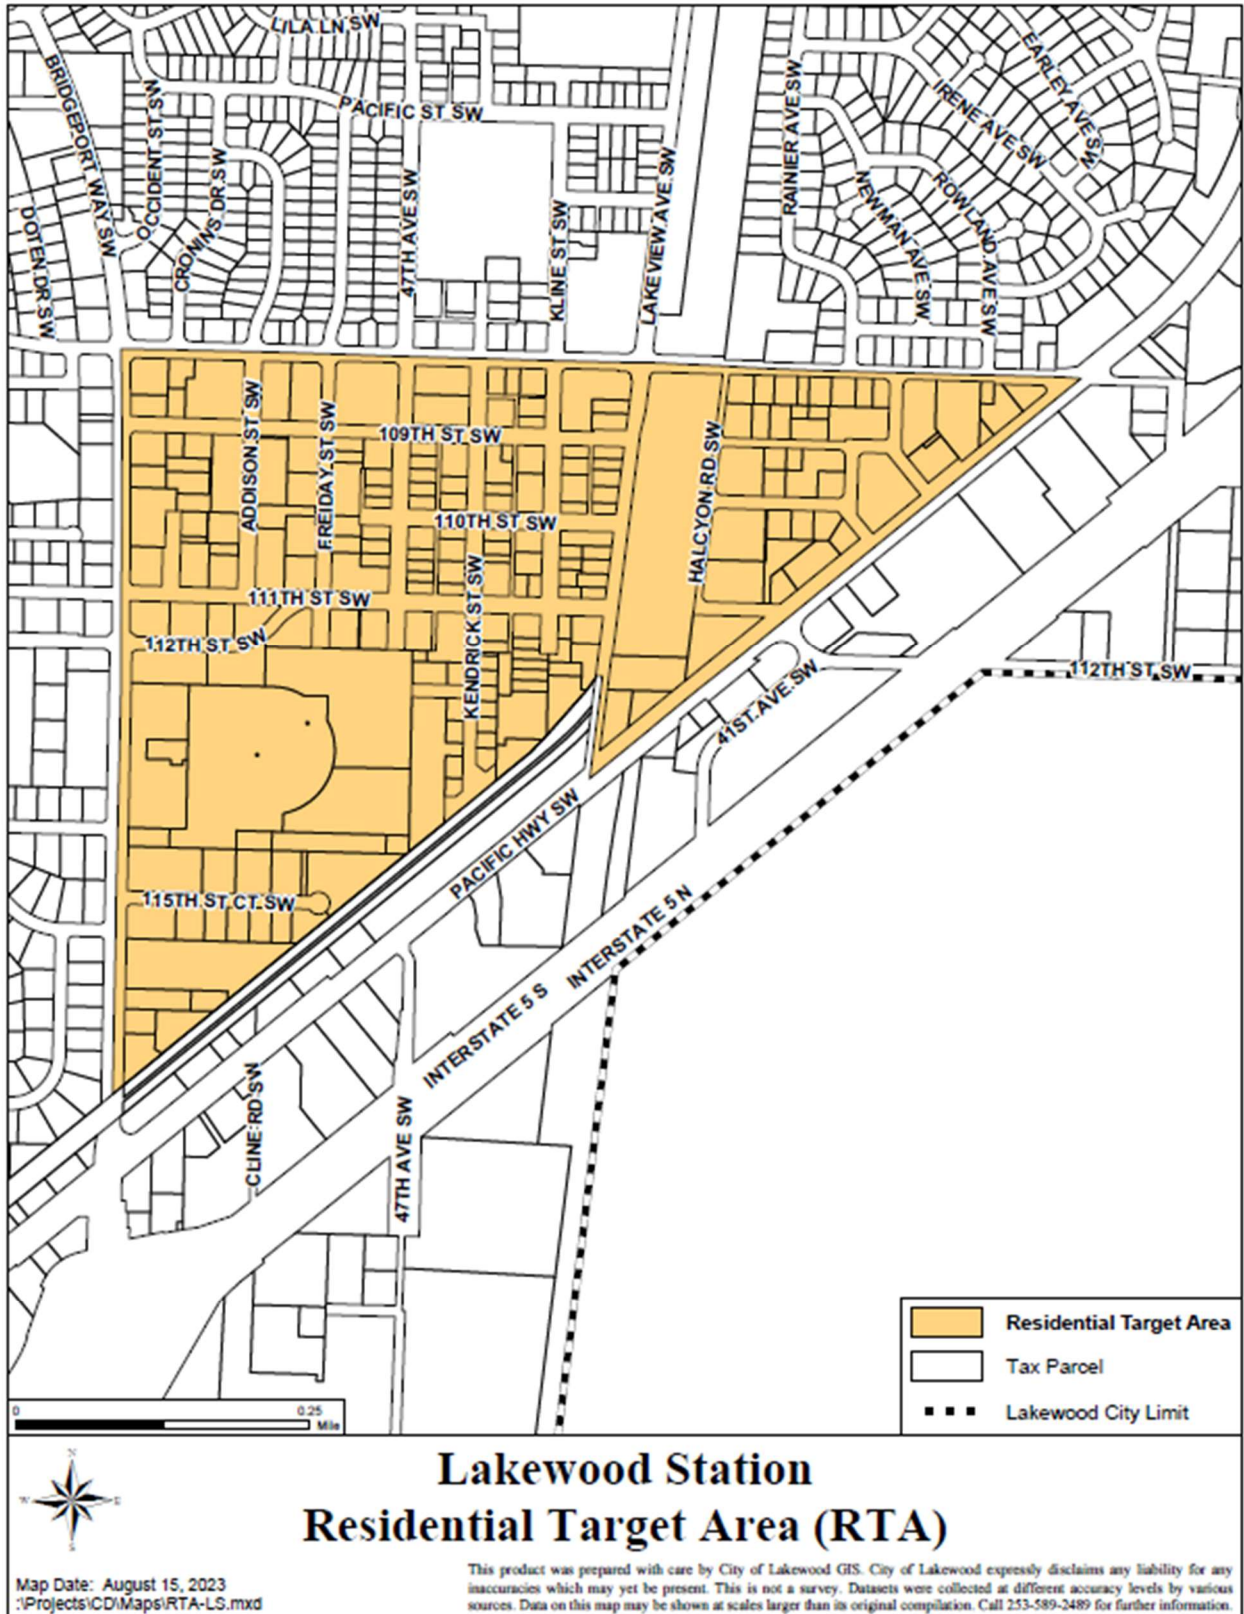 LILA LN SW
BRIDGEPORT WAY SW
OCCIDENT ST SW
PACIFIC ST SW
CRONINS DR SW
DOTEN DR SW
47TH AVE SW
KLINE ST SW
LAKEVIEW AVE SW
RAINIER AVE SW
EARLEY AVE SW
IRENE AVE SW
ROWLAND AVE SW
NEWMAN AVE SW
ADDISON ST SW
FREIDAY ST SW
109TH ST SW
110TH ST SW
HALCYON RD SW
111TH ST SW
KENDRICK ST SW
112TH ST SW
112TH ST SW
41ST AVE SW
115TH ST CT SW
PACIFIC HWY SW
INTERSTATE 5 N
INTERSTATE 5 S
CLINE RD SW
47TH AVE SW
Residential Target Area
Tax Parcel
Lakewood City Limit
0 0.25
Mile
N
W E
S
Lakewood Station
Residential Target Area (RTA)
Map Date: August 15, 2023
:\Projects\CD\Maps\RTA-LS.mxd
This product was prepared with care by City of Lakewood GIS. City of Lakewood expressly disclaims any liability for any
inaccuracies which may yet be present. This is not a survey. Datasets were collected at different accuracy levels by various
sources. Data on this map may be shown at scales larger than its original compilation. Call 253-589-2489 for further information.